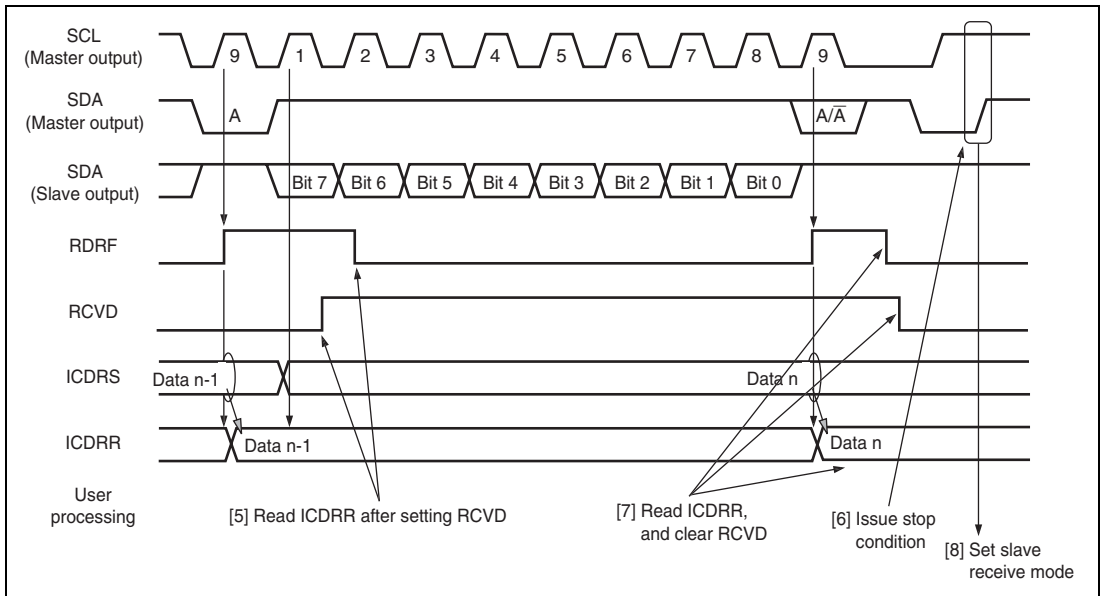 SCL
(Master output)
9 1 2 3 4 5 6 7 8 9
SDA
(Master output)
A A/A̅
SDA
(Slave output)
Bit 7 Bit 6 Bit 5 Bit 4 Bit 3 Bit 2 Bit 1 Bit 0
RDRF
RCVD
ICDRS
Data n-1 Data n
ICDRR
Data n-1 Data n
User
processing
[5] Read ICDRR after setting RCVD
[7] Read ICDRR,
and clear RCVD
[6] Issue stop
condition
[8] Set slave
receive mode